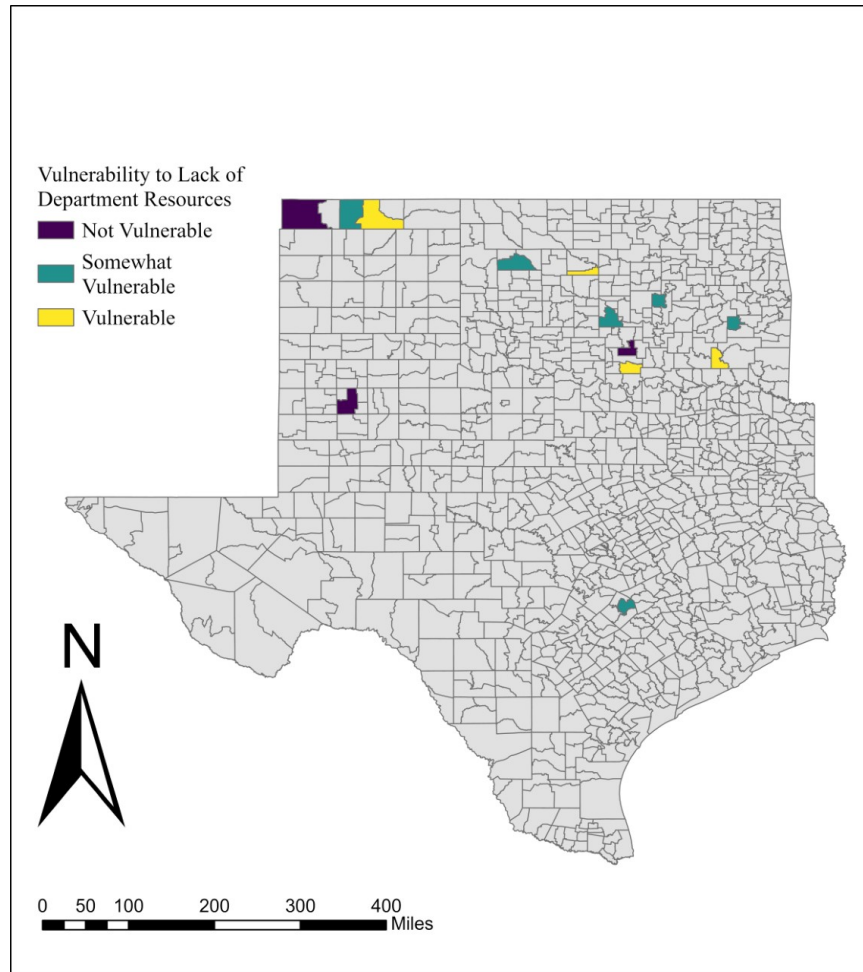 Vulnerability to Lack of
Department Resources
Not Vulnerable
Somewhat
Vulnerable
Vulnerable
N
0 50 100 200 300 400
Miles